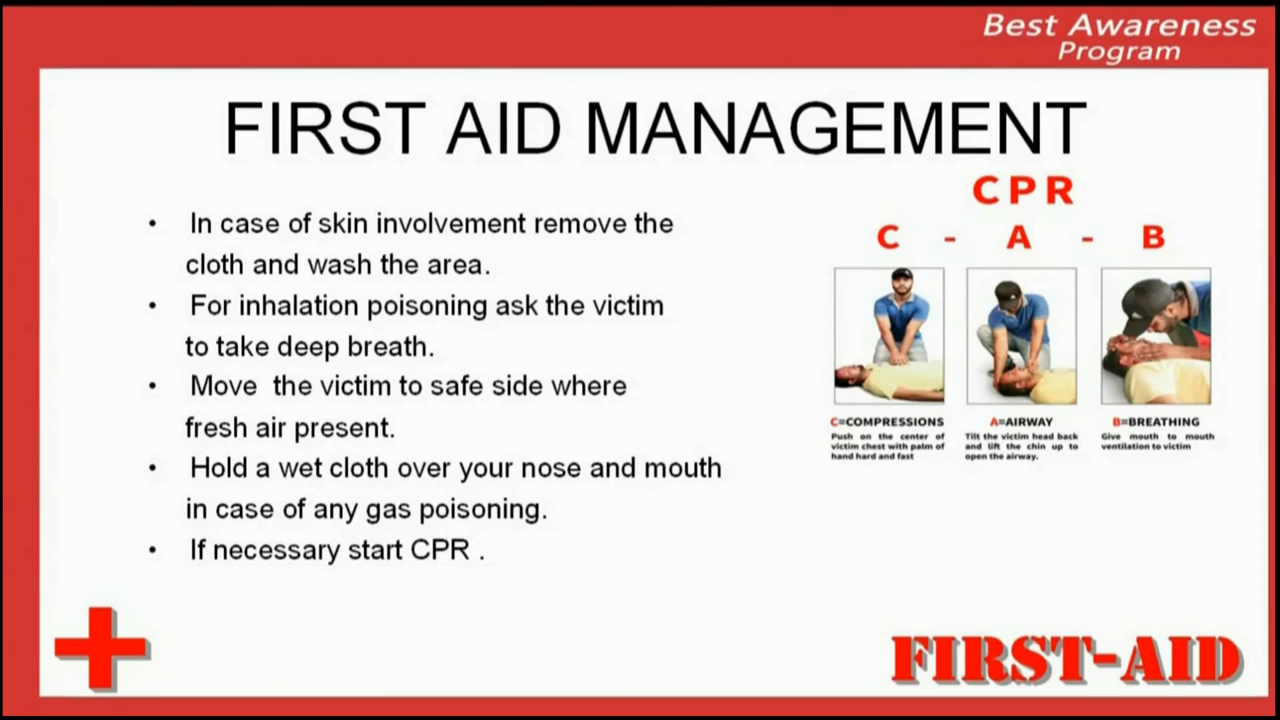 Best Awareness
Program
FIRST AID MANAGEMENT
• In case of skin involvement remove the
cloth and wash the area.
• For inhalation poisoning ask the victim
to take deep breath.
• Move the victim to safe side where
fresh air present.
• Hold a wet cloth over your nose and mouth
in case of any gas poisoning.
• If necessary start CPR .
CPR
C - A - B
C=COMPRESSIONS
Push on the center of
victim chest with palm of
hand hard and fast
A=AIRWAY
Tilt the victim head back
and lift the chin up to
open the airway.
B=BREATHING
Give mouth to mouth
ventilation to victim
FIRST-AID